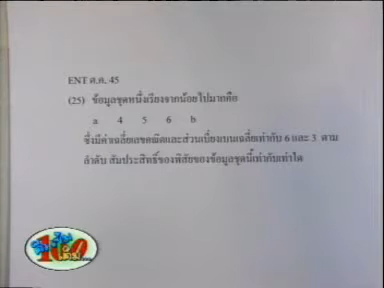 ENT ต.ค. 45
(25) ข้อมูลชุดหนึ่งเรียงจากน้อยไปมากคือ
a 4 5 6 b
ซึ่งมีค่าเฉลี่ยเลขคณิตและส่วนเบี่ยงเบนเฉลี่ยเท่ากับ 6 และ 3 ตาม
ลำดับ สัมประสิทธิ์ของพิสัยของข้อมูลชุดนี้เท่ากับเท่าใด
100